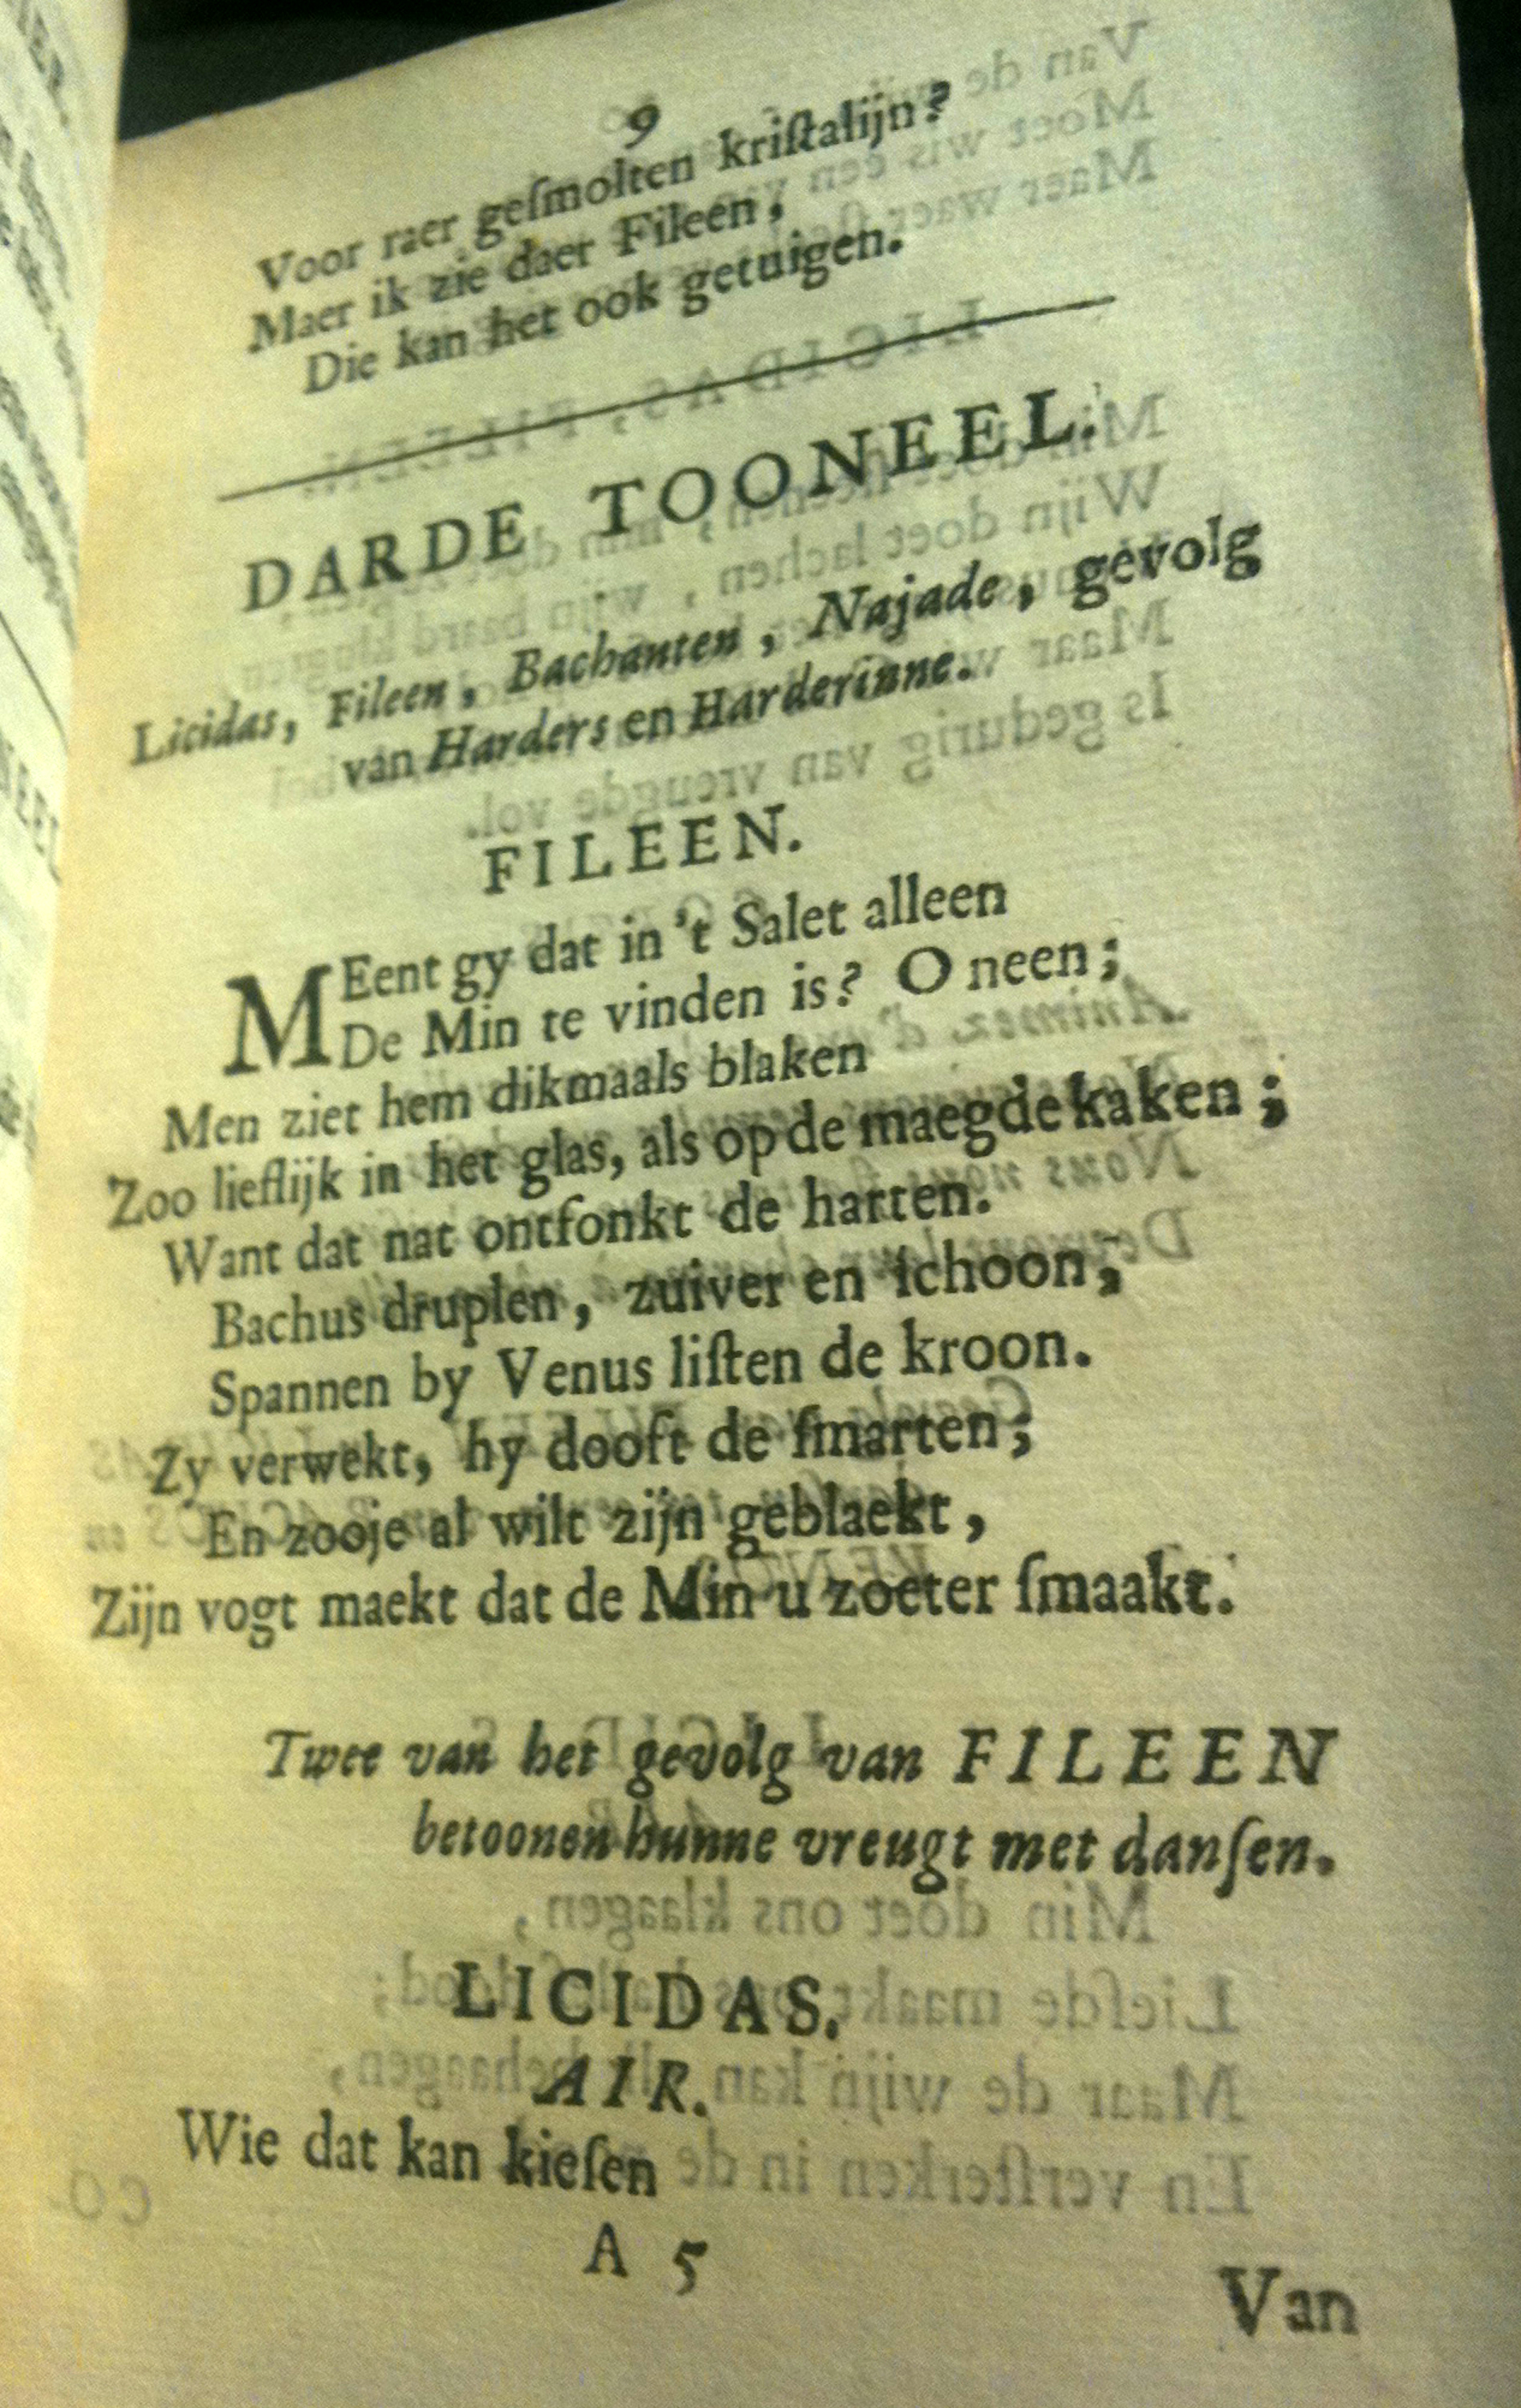 9
Voor raer geſmolten kriſtalijn?
Maer ik zie daer Fileen,
Die kan het ook getuigen.
DARDE TOONEEL.
Licidas, Fileen, Bachanten, Najade, gevolg
van Harders en Harderinne.
FILEEN.
MEent gy dat in 't Salet alleen
De Min te vinden is? O neen;
Men ziet hem dikmaals blaken
Zoo lieflijk in het glas, als op de maegde kaken;
Want dat nat ontfonkt de harten.
Bachus druplen, zuiver en ſchoon,
Spannen by Venus liſten de kroon.
Zy verwekt, hy dooft de ſmarten;
En zooje al wilt zijn geblaekt,
Zijn vogt maekt dat de Min u zoeter ſmaakt.
Twee van het gevolg van FILEEN
betoonen hunne vreugt met danſen.
LICIDAS.
AIR.
Wie dat kan kieſen
A 5
Van